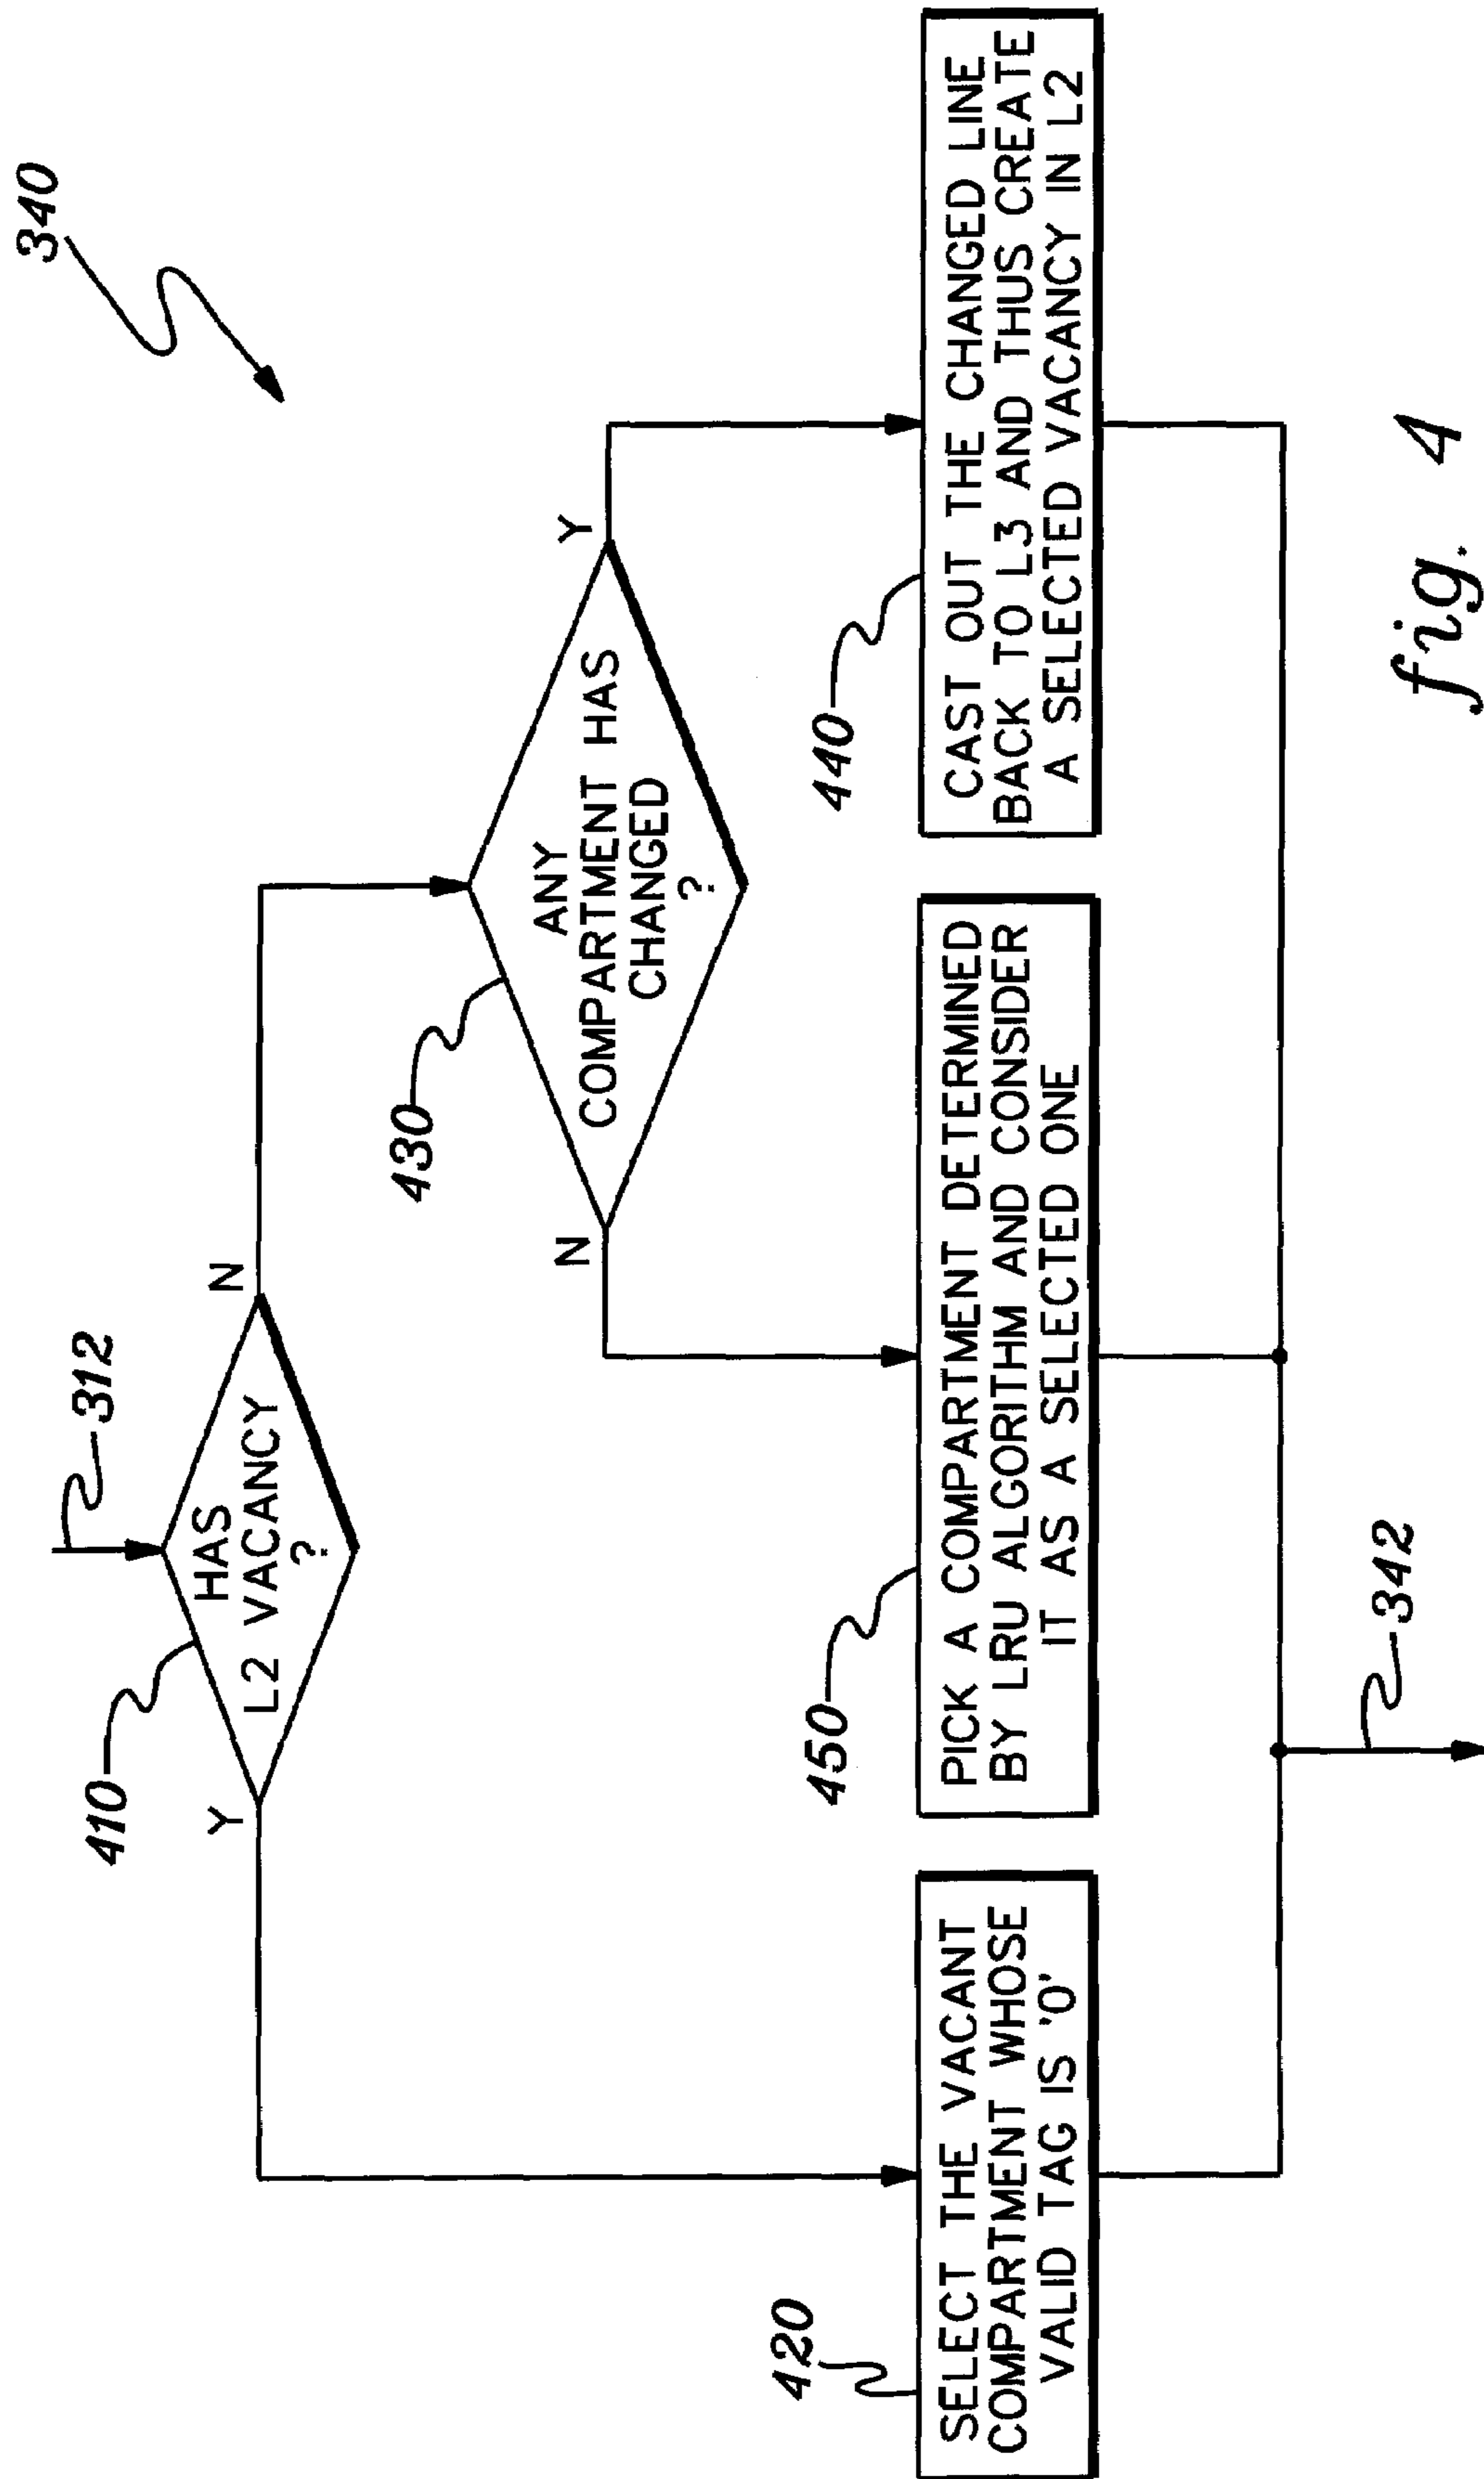 340
312
410
HAS
L2 VACANCY
?
Y
N
430
ANY
COMPARTMENT HAS
CHANGED
?
N
Y
420
SELECT THE VACANT
COMPARTMENT WHOSE
VALID TAG IS '0'
450
PICK A COMPARTMENT DETERMINED
BY LRU ALGORITHM AND CONSIDER
IT AS A SELECTED ONE
440
CAST OUT THE CHANGED LINE
BACK TO L3 AND THUS CREATE
A SELECTED VACANCY IN L2
342
fig. 4